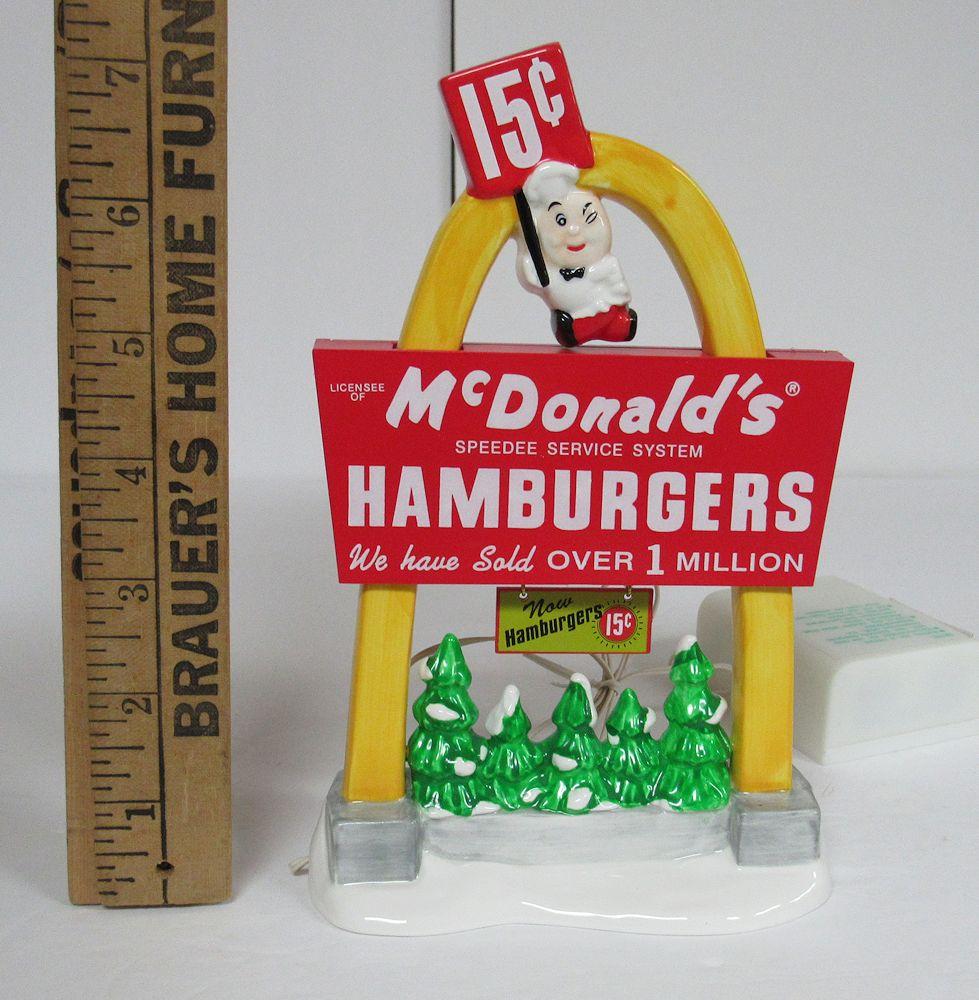 15¢
LICENSEE OF
McDonald's®
SPEEDEE SERVICE SYSTEM
HAMBURGERS
We have Sold OVER 1 MILLION
Now
Hamburgers 15¢
BRAUER'S HOME FURN
7
6
5
4
3
2
1